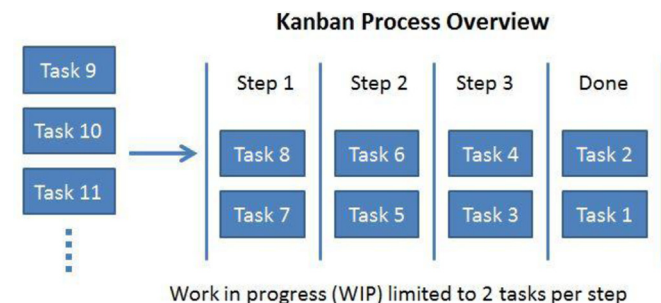 Kanban Process Overview
Task 9
Task 10
Task 11
Step 1 Step 2 Step 3 Done
Task 8 Task 6 Task 4 Task 2
Task 7 Task 5 Task 3 Task 1
Work in progress (WIP) limited to 2 tasks per step